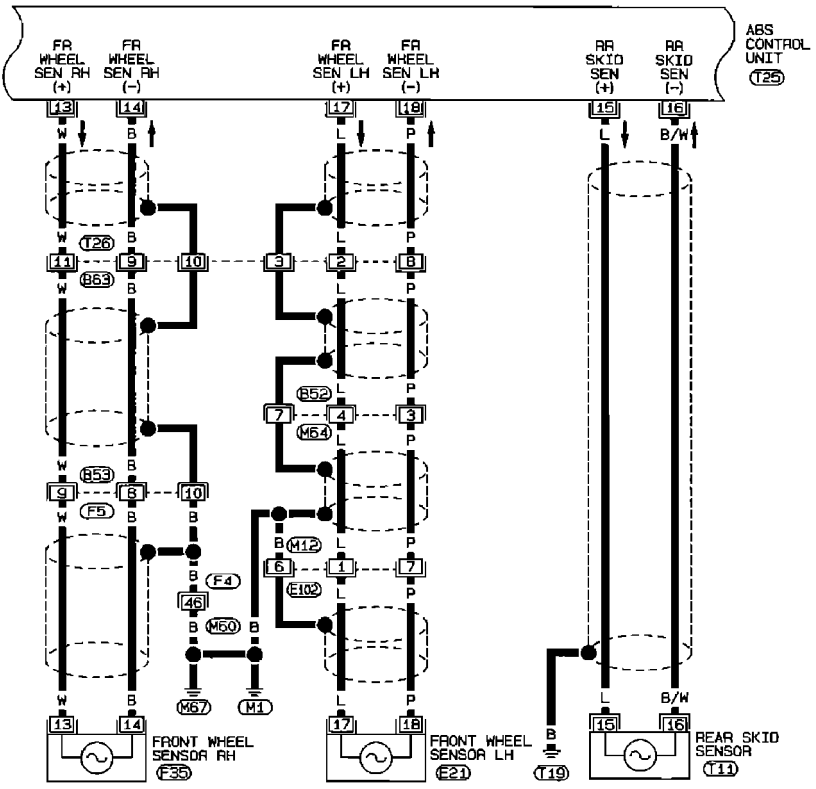 FR WHEEL SEN RH (+)
FR WHEEL SEN RH (-)
FR WHEEL SEN LH (+)
FR WHEEL SEN LH (-)
RR SKID SEN (+)
RR SKID SEN (-)
ABS CONTROL UNIT
T25
13 14 17 18 15 16
W B L P L B/W
W B L P
T26
11 9 10 3 2 8
B63
W B L P
L P
B52
7 4 3
M64
L P
W B
B53
9 8 10
F5
W B B
L P
B M12
6 1 7
E102
L P
B F4
46
B M60 B
M67 M1
W B L P L B/W
13 14 17 18 15 16
B
T19
FRONT WHEEL
SENSOR RH
F35
FRONT WHEEL
SENSOR LH
E21
REAR SKID
SENSOR
T11